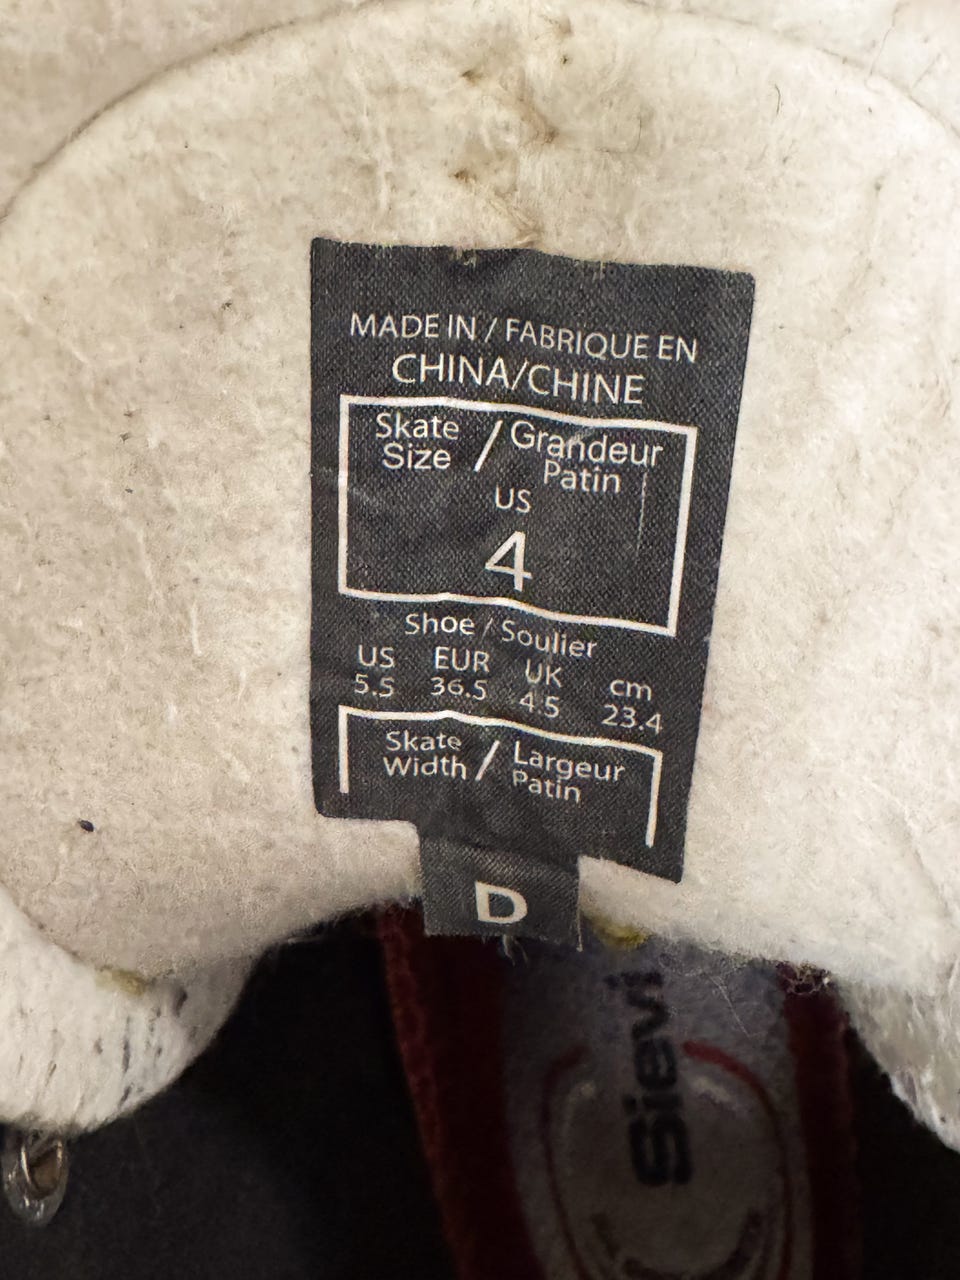 MADE IN / FABRIQUE EN
CHINA/CHINE
Skate Size / Grandeur Patin
US
4
Shoe / Soulier
US EUR UK cm
5.5 36.5 4.5 23.4
Skate Width / Largeur Patin
D
Sievi